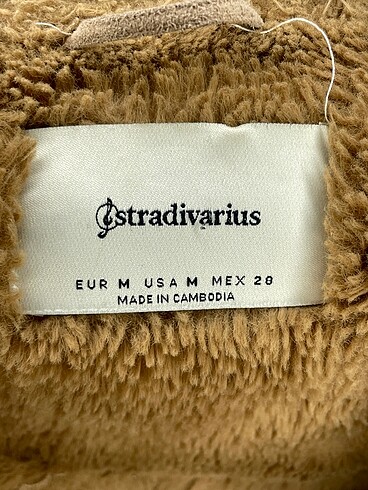 stradivarius
EUR M USA M MEX 28
MADE IN CAMBODIA